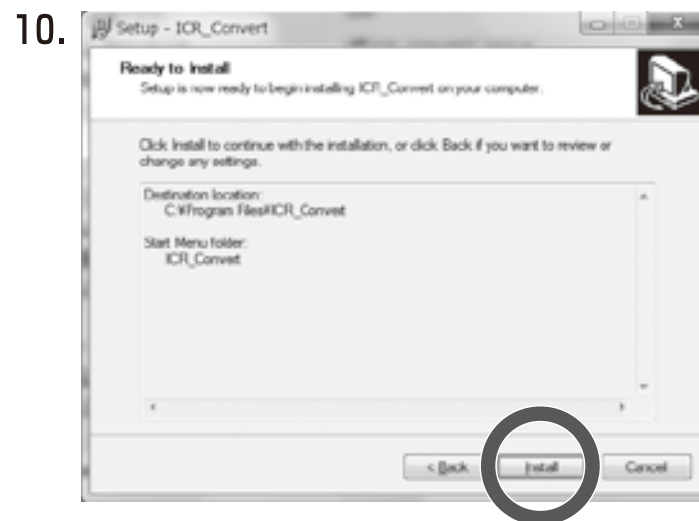 10.
Setup - ICR_Convert
Ready to Install
Setup is now ready to begin installing ICR_Convert on your computer.
Click Install to continue with the installation, or click Back if you want to review or
change any settings.
Destination location:
C:¥Program Files¥ICR_Convert
Start Menu folder:
ICR_Convert
< Back
Install
Cancel